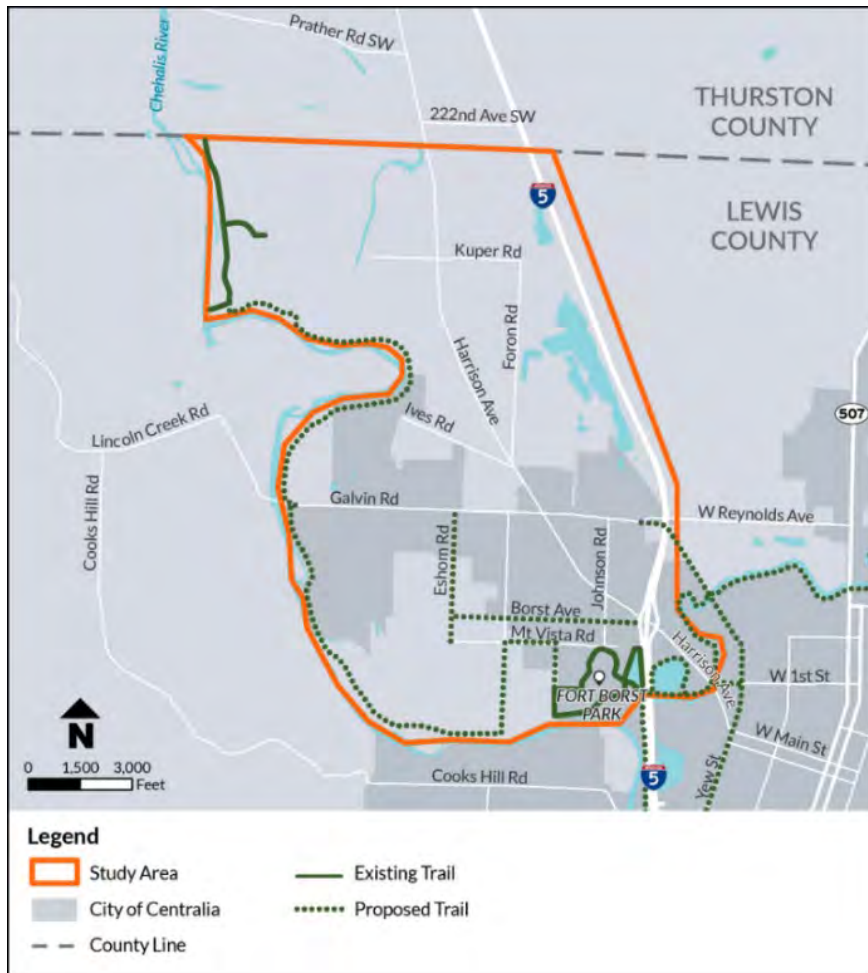 Prather Rd SW
Chehalis River
222nd Ave SW
THURSTON
COUNTY
5
LEWIS
COUNTY
Kuper Rd
Foron Rd
Harrison Ave
Ives Rd
507
Lincoln Creek Rd
Cooks Hill Rd
Galvin Rd
W Reynolds Ave
Eshom Rd
Johnson Rd
Borst Ave
Mt Vista Rd
Harrison Ave
FORT BORST
PARK
W 1st St
W Main St
N
0 1,500 3,000
Feet
Cooks Hill Rd
5
Yew St
Legend
Study Area
Existing Trail
City of Centralia
Proposed Trail
County Line